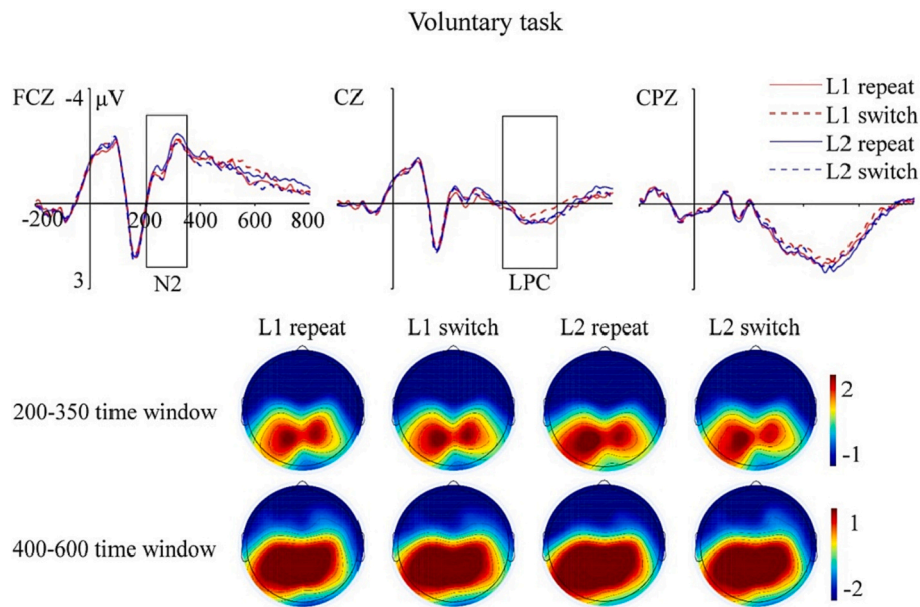 Voluntary task
FCZ -4 μV
CZ
CPZ
L1 repeat
L1 switch
L2 repeat
L2 switch
-200 200 400 600 800
3 N2
LPC
L1 repeat L1 switch L2 repeat L2 switch
200-350 time window
2
-1
400-600 time window
1
-2